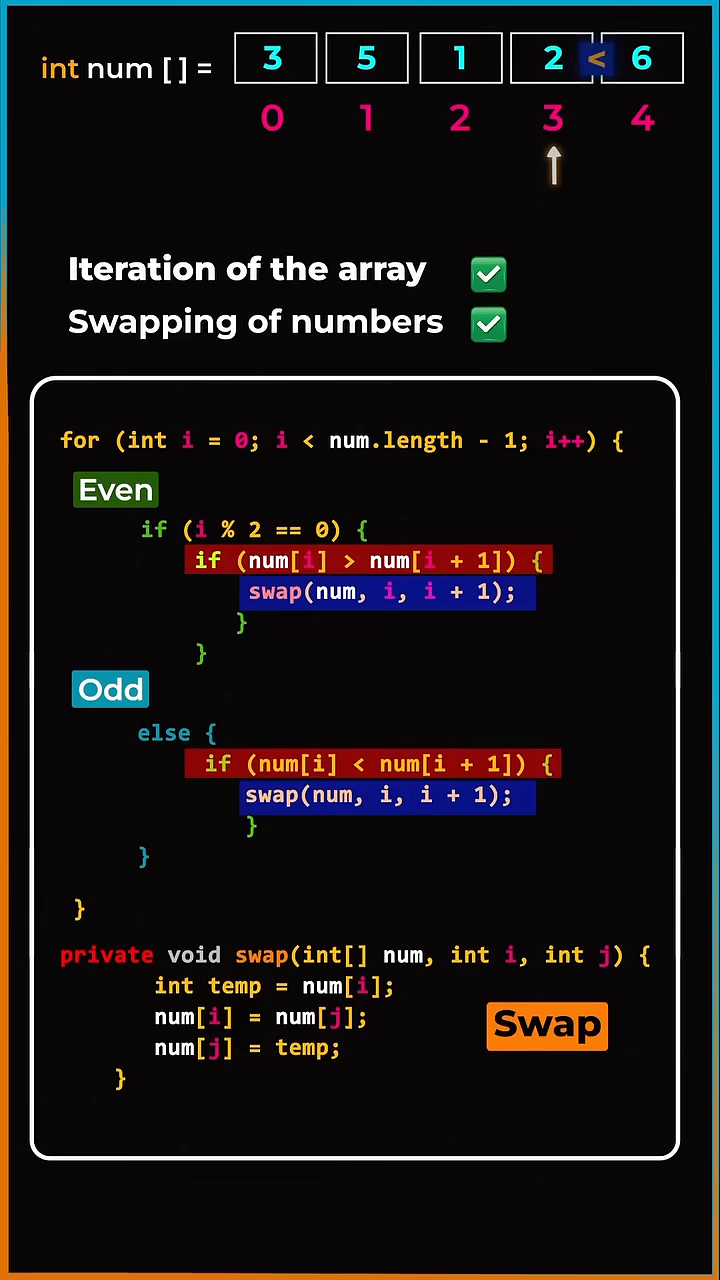 int num [ ] = 3 5 1 2 < 6
0 1 2 3 4
Iteration of the array
Swapping of numbers
for (int i = 0; i < num.length - 1; i++) {
Even
if (i % 2 == 0) {
if (num[i] > num[i + 1]) {
swap(num, i, i + 1);
}
}
Odd
else {
if (num[i] < num[i + 1]) {
swap(num, i, i + 1);
}
}
}
private void swap(int[] num, int i, int j) {
int temp = num[i];
num[i] = num[j];
Swap
num[j] = temp;
}